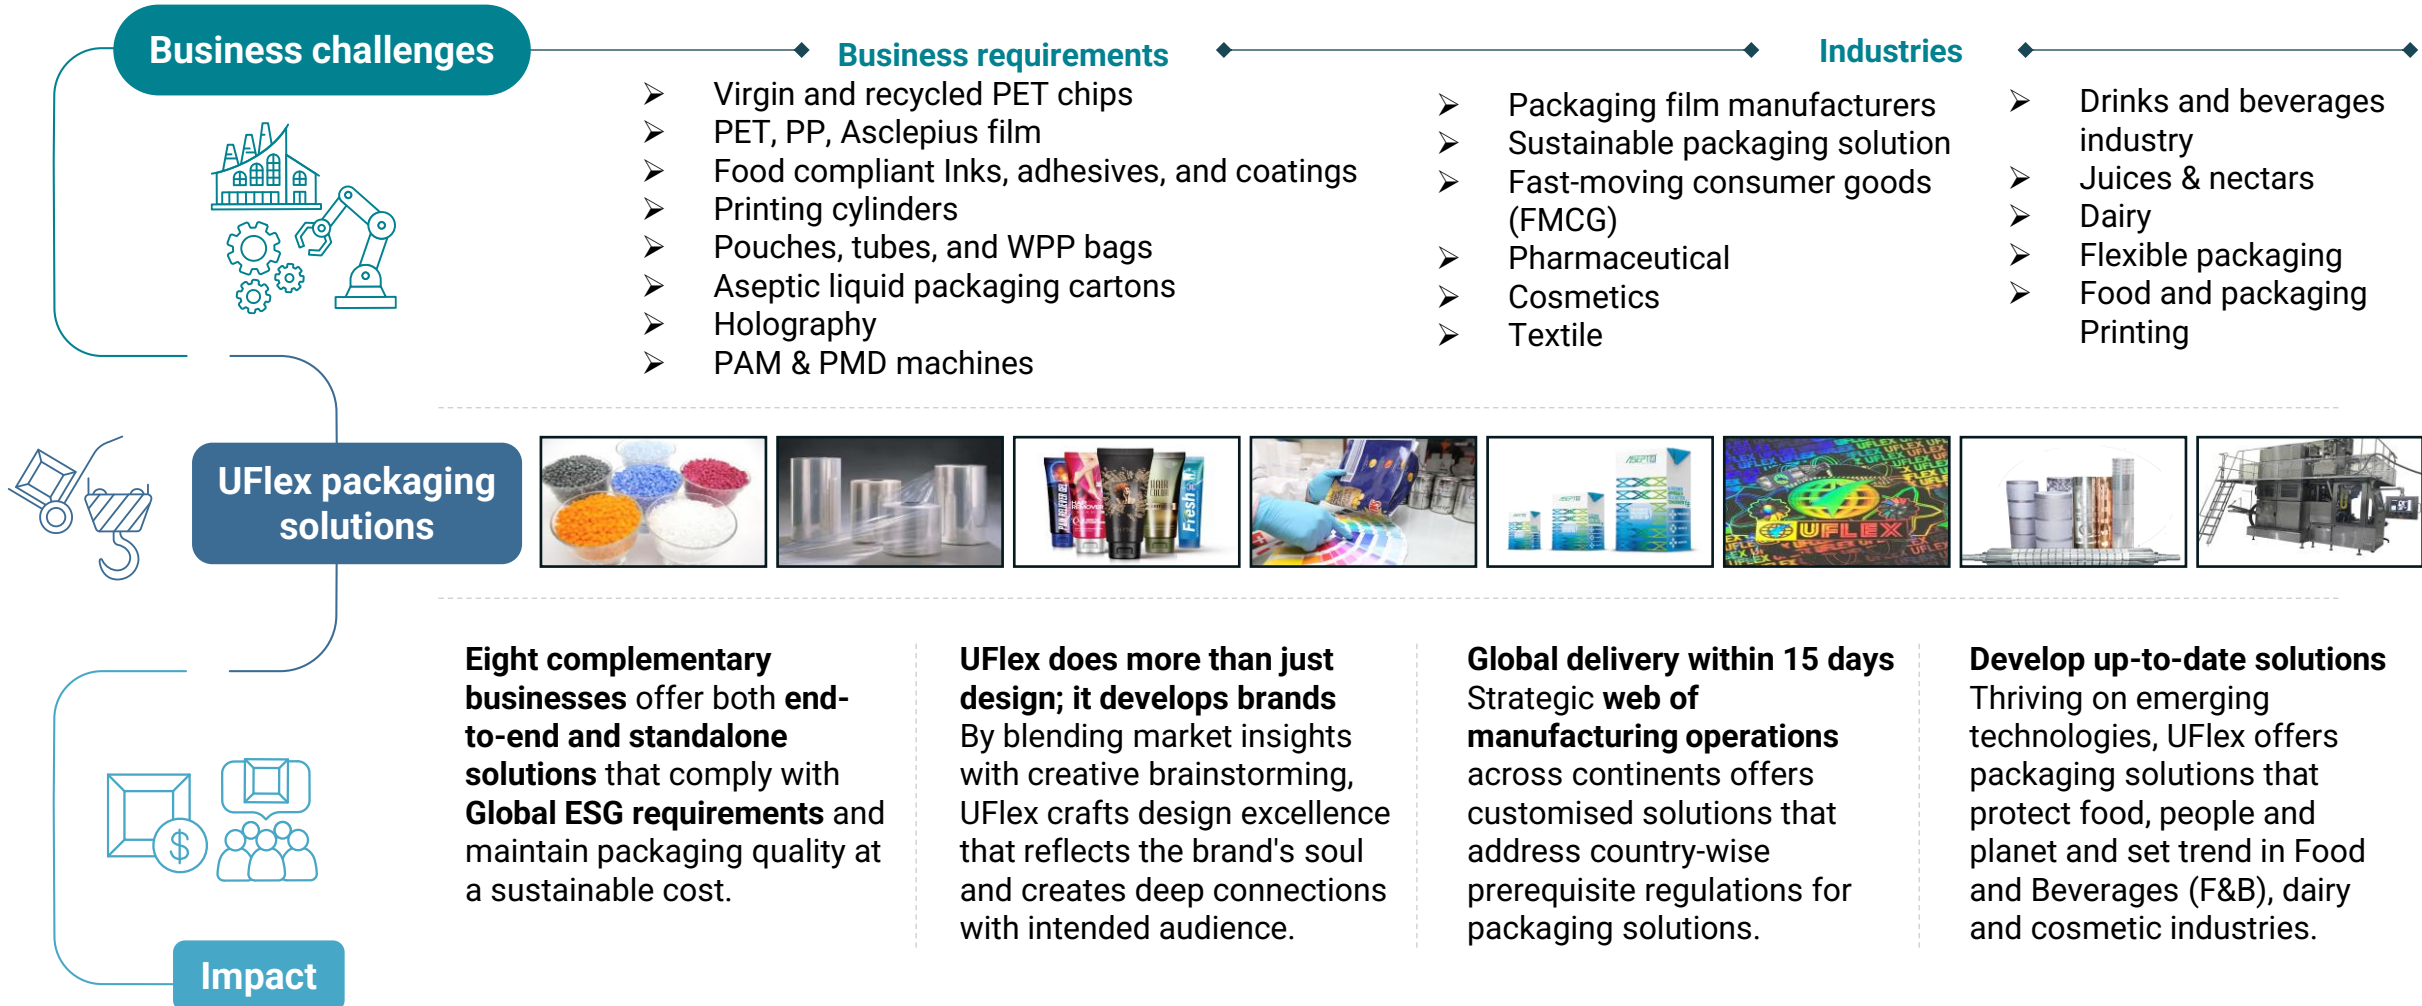 Business challenges
Business requirements
Industries
Virgin and recycled PET chips
PET, PP, Asclepius film
Food compliant Inks, adhesives, and coatings
Printing cylinders
Pouches, tubes, and WPP bags
Aseptic liquid packaging cartons
Holography
PAM & PMD machines
Packaging film manufacturers
Sustainable packaging solution
Fast-moving consumer goods
(FMCG)
Pharmaceutical
Cosmetics
Textile
Drinks and beverages
industry
Juices & nectars
Dairy
Flexible packaging
Food and packaging
Printing
UFlex packaging
solutions
PAIN RELIEVER GEL
REMOVER
HAIR
COLOR
Fresh
ASEPTO
UFLEX
Eight complementary
businesses offer both end-
to-end and standalone
solutions that comply with
Global ESG requirements and
maintain packaging quality at
a sustainable cost.
UFlex does more than just
design; it develops brands
By blending market insights
with creative brainstorming,
UFlex crafts design excellence
that reflects the brand's soul
and creates deep connections
with intended audience.
Global delivery within 15 days
Strategic web of
manufacturing operations
across continents offers
customised solutions that
address country-wise
prerequisite regulations for
packaging solutions.
Develop up-to-date solutions
Thriving on emerging
technologies, UFlex offers
packaging solutions that
protect food, people and
planet and set trend in Food
and Beverages (F&B), dairy
and cosmetic industries.
$
Impact